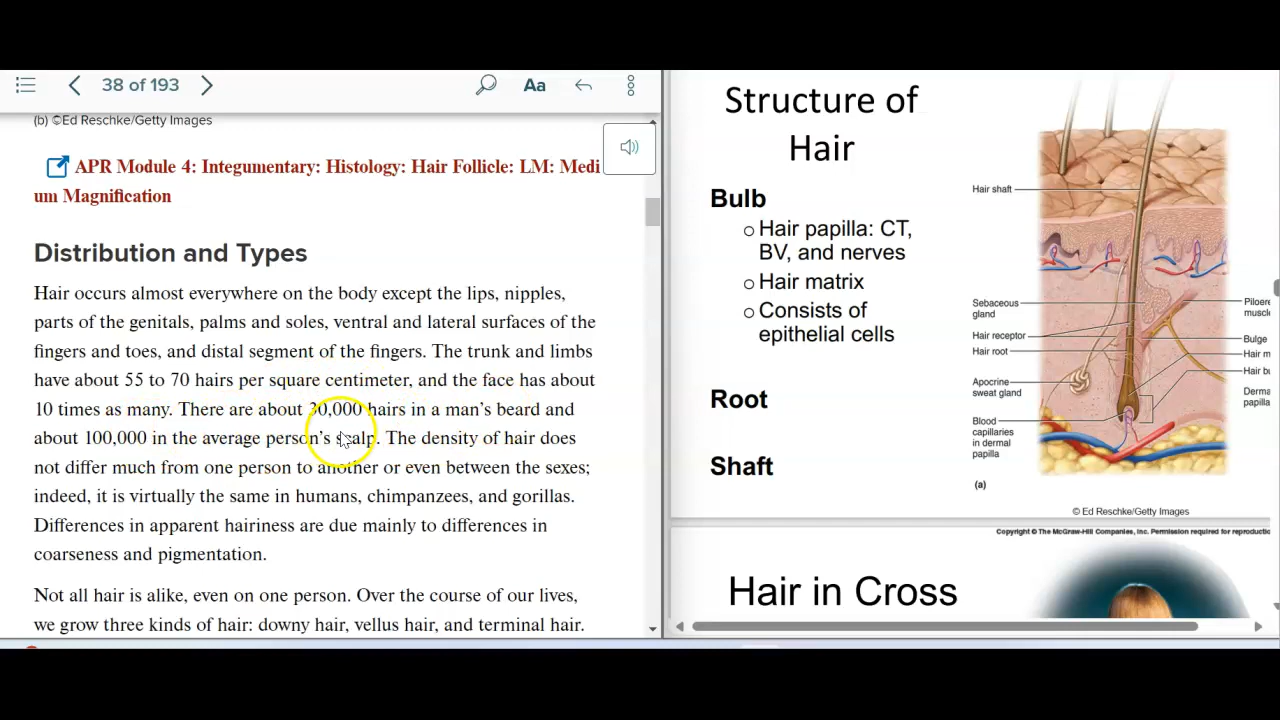 38 of 193
Aa
(b) ©Ed Reschke/Getty Images
APR Module 4: Integumentary: Histology: Hair Follicle: LM: Medi
um Magnification
Distribution and Types
Hair occurs almost everywhere on the body except the lips, nipples,
parts of the genitals, palms and soles, ventral and lateral surfaces of the
fingers and toes, and distal segment of the fingers. The trunk and limbs
have about 55 to 70 hairs per square centimeter, and the face has about
10 times as many. There are about 30,000 hairs in a man's beard and
about 100,000 in the average person's scalp. The density of hair does
not differ much from one person to another or even between the sexes;
indeed, it is virtually the same in humans, chimpanzees, and gorillas.
Differences in apparent hairiness are due mainly to differences in
coarseness and pigmentation.
Not all hair is alike, even on one person. Over the course of our lives,
we grow three kinds of hair: downy hair, vellus hair, and terminal hair.
Structure of
Hair
Bulb
Hair papilla: CT,
BV, and nerves
Hair matrix
Consists of
epithelial cells
Root
Shaft
Hair shaft
Sebaceous
gland
Hair receptor
Hair root
Apocrine
sweat gland
Blood
capillaries
in dermal
papilla
Piloere
muscle
Bulge
Hair m
Hair bu
Derma
papilla
(a)
© Ed Reschke/Getty Images
Copyright © The McGraw-Hill Companies, Inc. Permission required for reproductio
Hair in Cross